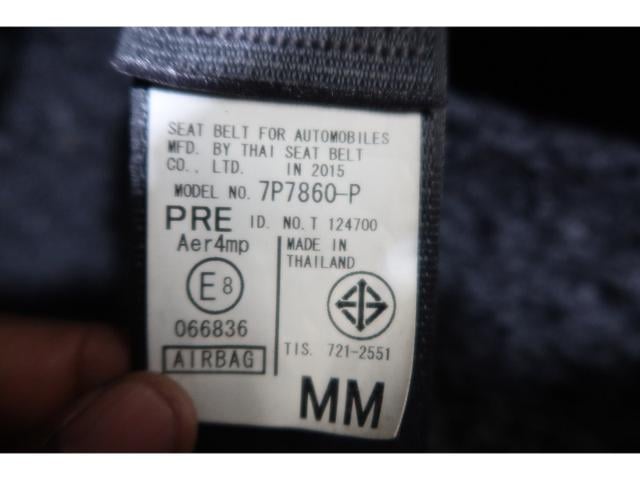 SEAT BELT FOR AUTOMOBILES
MFD. BY THAI SEAT BELT
CO., LTD. IN 2015
MODEL NO. 7P7860-P
PRE ID. NO. T 124700
Aer4mp
E8
066836
AIRBAG
MADE IN
THAILAND
TIS. 721-2551
MM